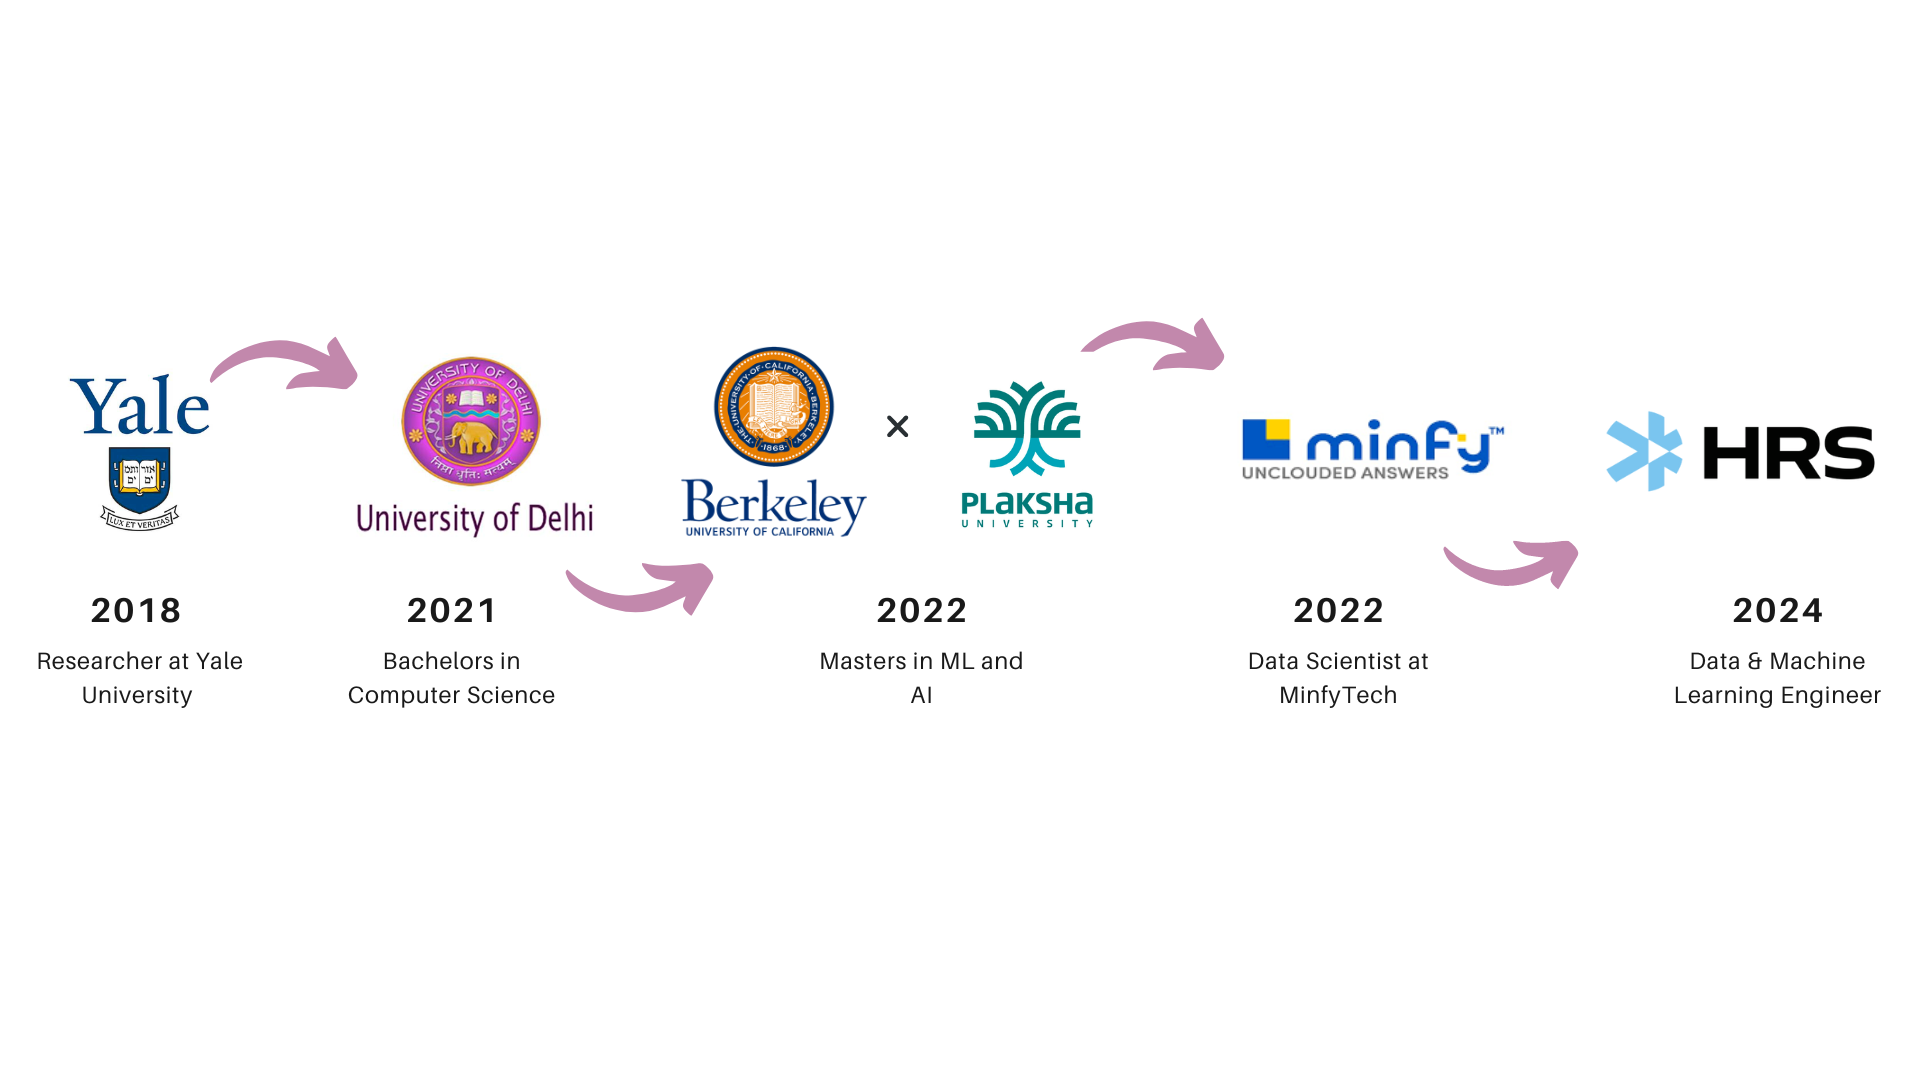 Yale
LUX ET VERITAS
UNIVERSITY OF DELHI
University of Delhi
THE·UNIVERSITY·OF·CALIFORNIA·BERKELEY·
·1868·
Berkeley
UNIVERSITY OF CALIFORNIA
×
PLAKSHA
UNIVERSITY
minfy™
UNCLOUDED ANSWERS
HRS
2018
Researcher at Yale
University
2021
Bachelors in
Computer Science
2022
Masters in ML and
AI
2022
Data Scientist at
MinfyTech
2024
Data & Machine
Learning Engineer